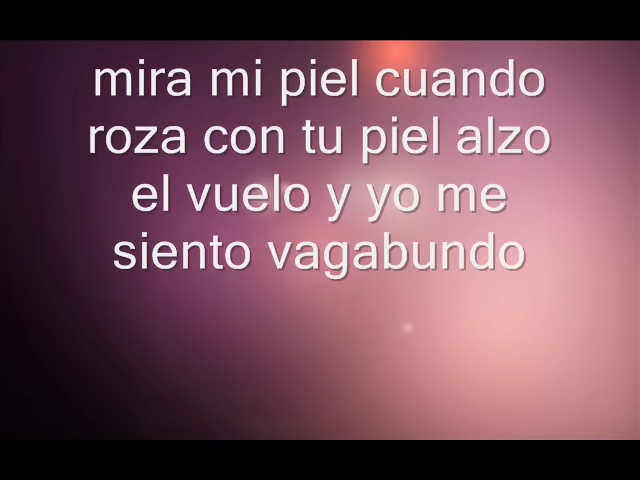 mira mi piel cuando
roza con tu piel alzo
el vuelo y yo me
siento vagabundo